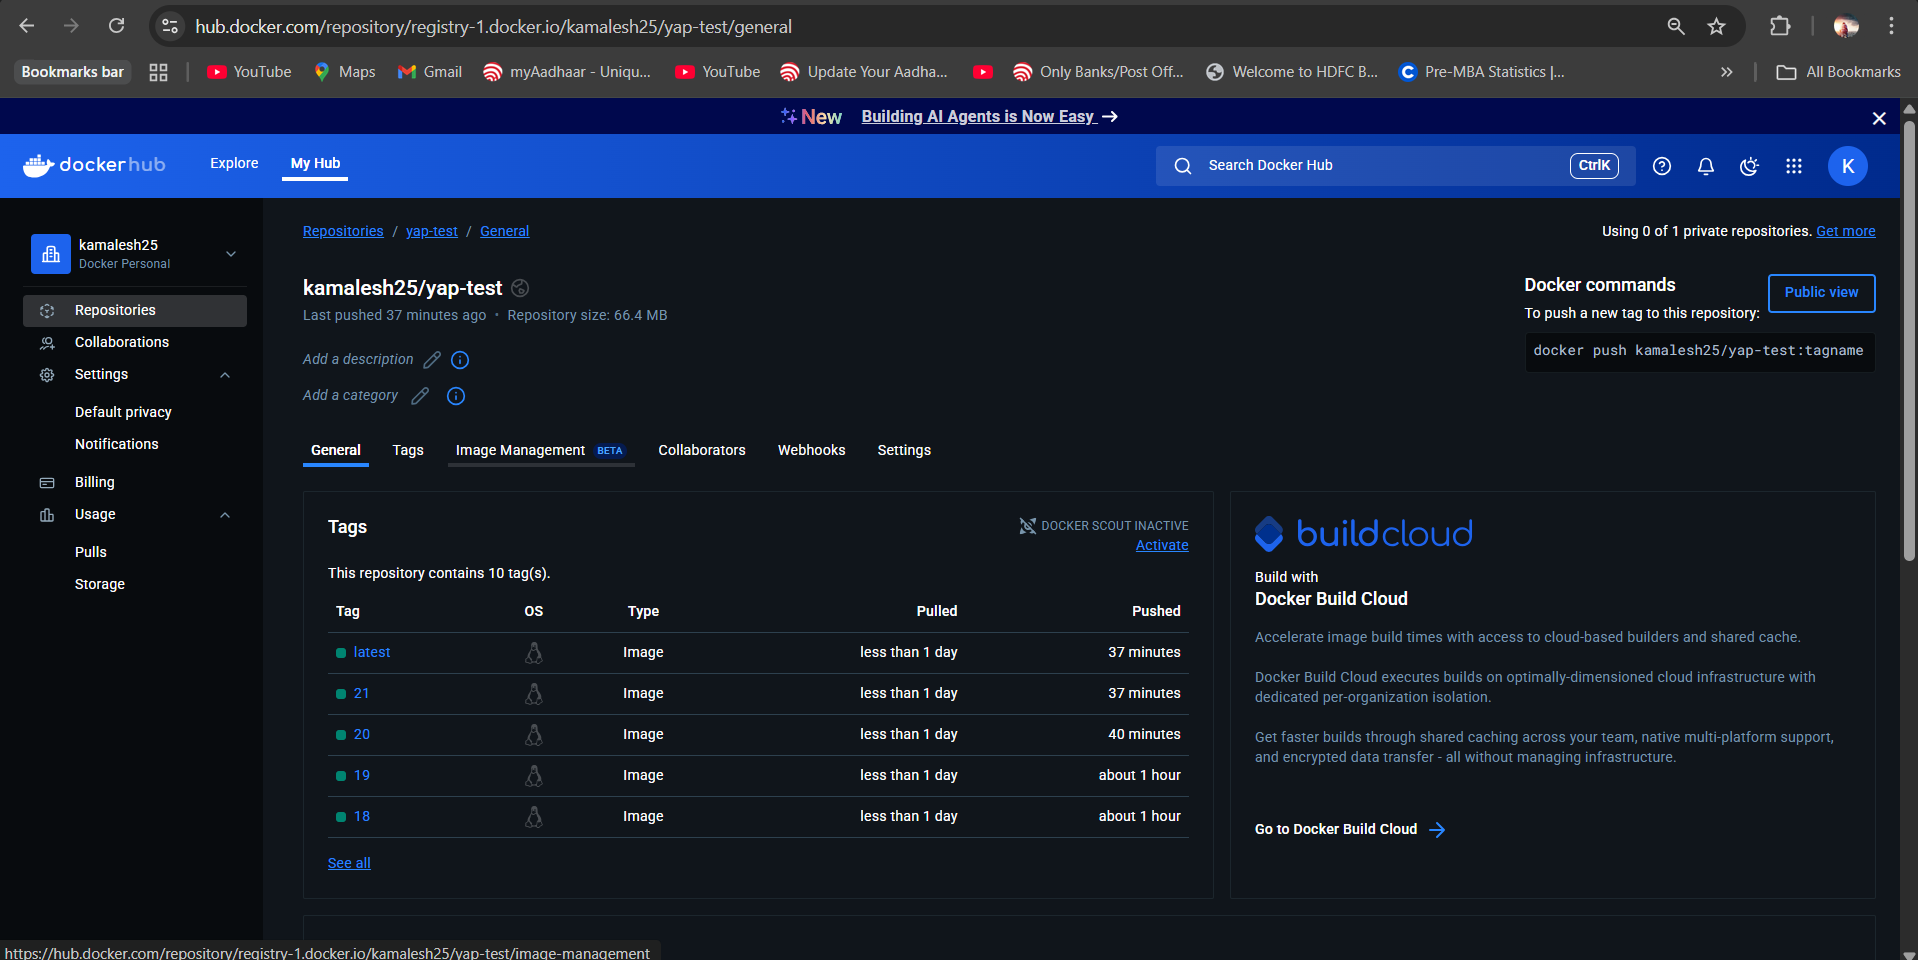 hub.docker.com/repository/registry-1.docker.io/kamalesh25/yap-test/general
Bookmarks bar YouTube Maps Gmail myAadhaar - Uniqu... YouTube Update Your Aadha... Only Banks/Post Off... Welcome to HDFC B... Pre-MBA Statistics |... » All Bookmarks
New Building AI Agents is Now Easy →
dockerhub Explore My Hub Search Docker Hub CtrlK K
kamalesh25
Docker Personal
Repositories
Collaborations
Settings
Default privacy
Notifications
Billing
Usage
Pulls
Storage
Repositories / yap-test / General
Using 0 of 1 private repositories. Get more
kamalesh25/yap-test
Last pushed 37 minutes ago • Repository size: 66.4 MB
Add a description
Add a category
Docker commands
Public view
To push a new tag to this repository:
docker push kamalesh25/yap-test:tagname
General Tags Image Management BETA Collaborators Webhooks Settings
Tags
DOCKER SCOUT INACTIVE
Activate
This repository contains 10 tag(s).
Tag OS Type Pulled Pushed
latest Image less than 1 day 37 minutes
21 Image less than 1 day 37 minutes
20 Image less than 1 day 40 minutes
19 Image less than 1 day about 1 hour
18 Image less than 1 day about 1 hour
See all
buildcloud
Build with
Docker Build Cloud
Accelerate image build times with access to cloud-based builders and shared cache.
Docker Build Cloud executes builds on optimally-dimensioned cloud infrastructure with
dedicated per-organization isolation.
Get faster builds through shared caching across your team, native multi-platform support,
and encrypted data transfer - all without managing infrastructure.
Go to Docker Build Cloud →
https://hub.docker.com/repository/registry-1.docker.io/kamalesh25/yap-test/image-management